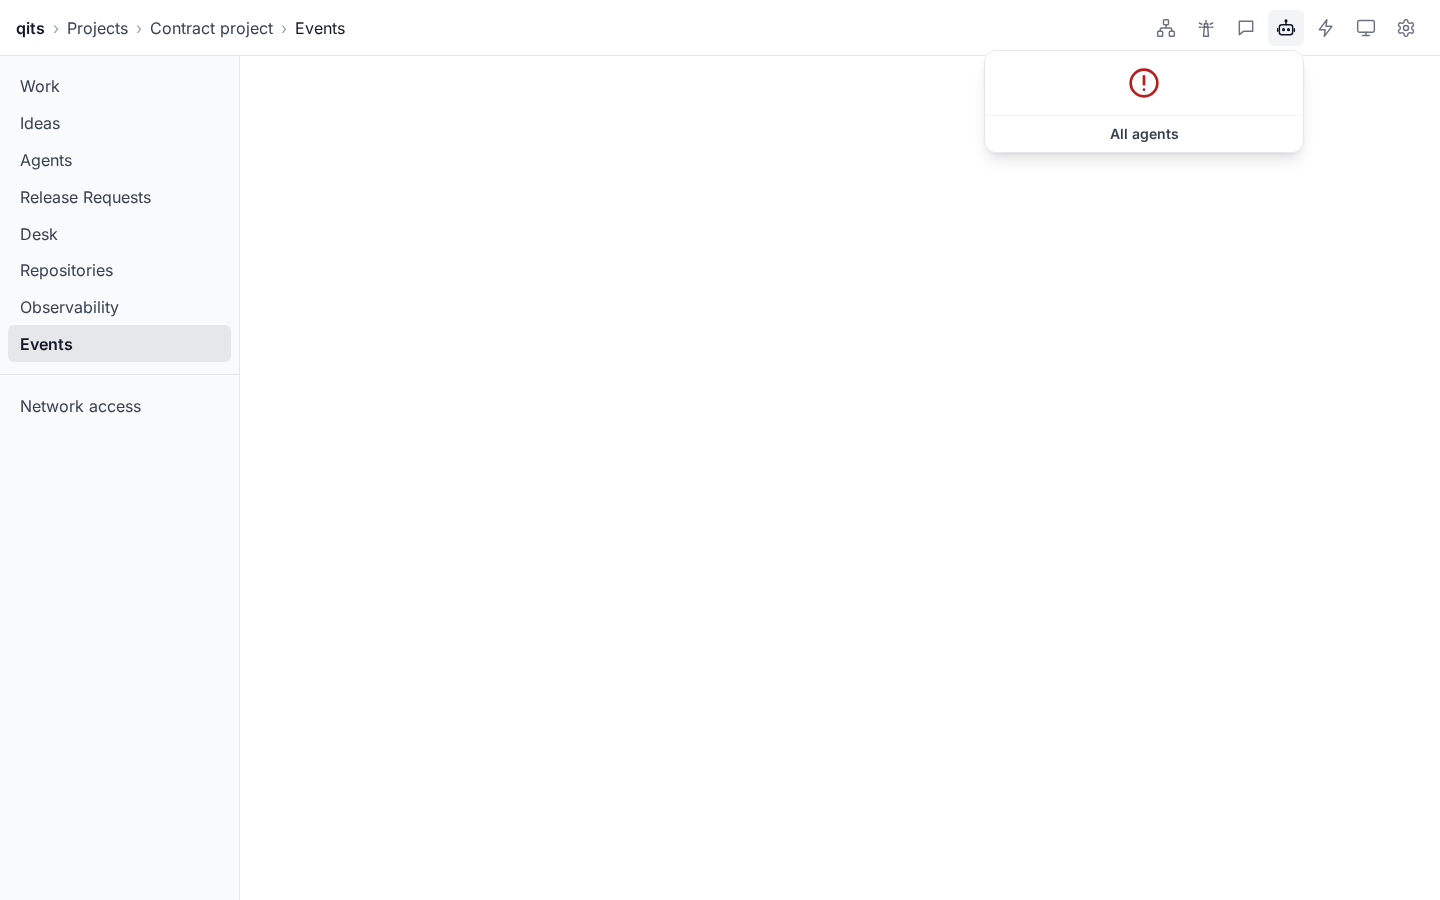 qits › Projects › Contract project › Events
All agents
Work
Ideas
Agents
Release Requests
Desk
Repositories
Observability
Events
Network access